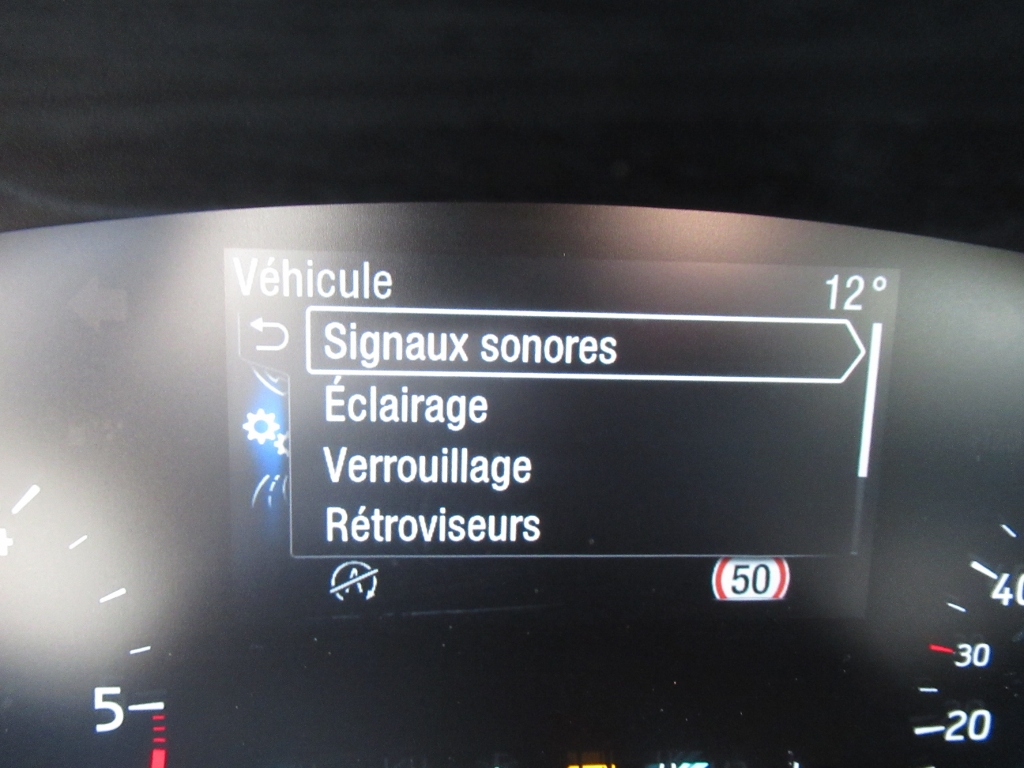 Véhicule 12°
Signaux sonores
Éclairage
Verrouillage
Rétroviseurs
A 50
40
30
5 20